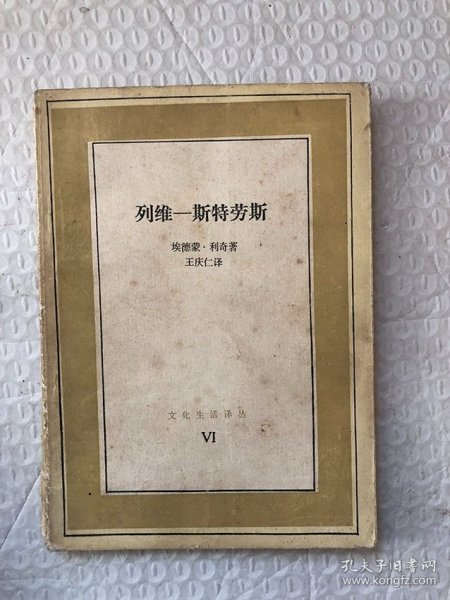 列维—斯特劳斯
埃德蒙·利奇著
王庆仁译
文化生活译丛
VI
孔夫子旧书网
www.kongfz.com